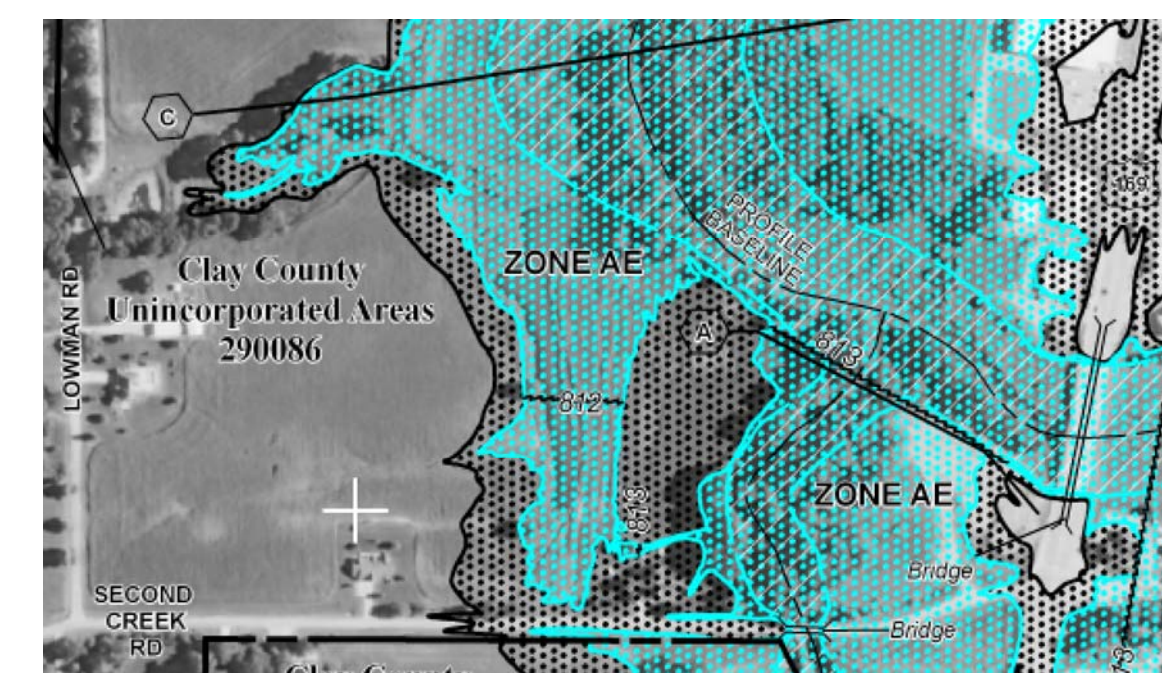 C
169
PROFILE
BASELINE
ZONE AE
Clay County
Unincorporated Areas
290086
LOWMAN RD
A
813
812
813
ZONE AE
Bridge
SECOND
CREEK
RD
Bridge
Clay County